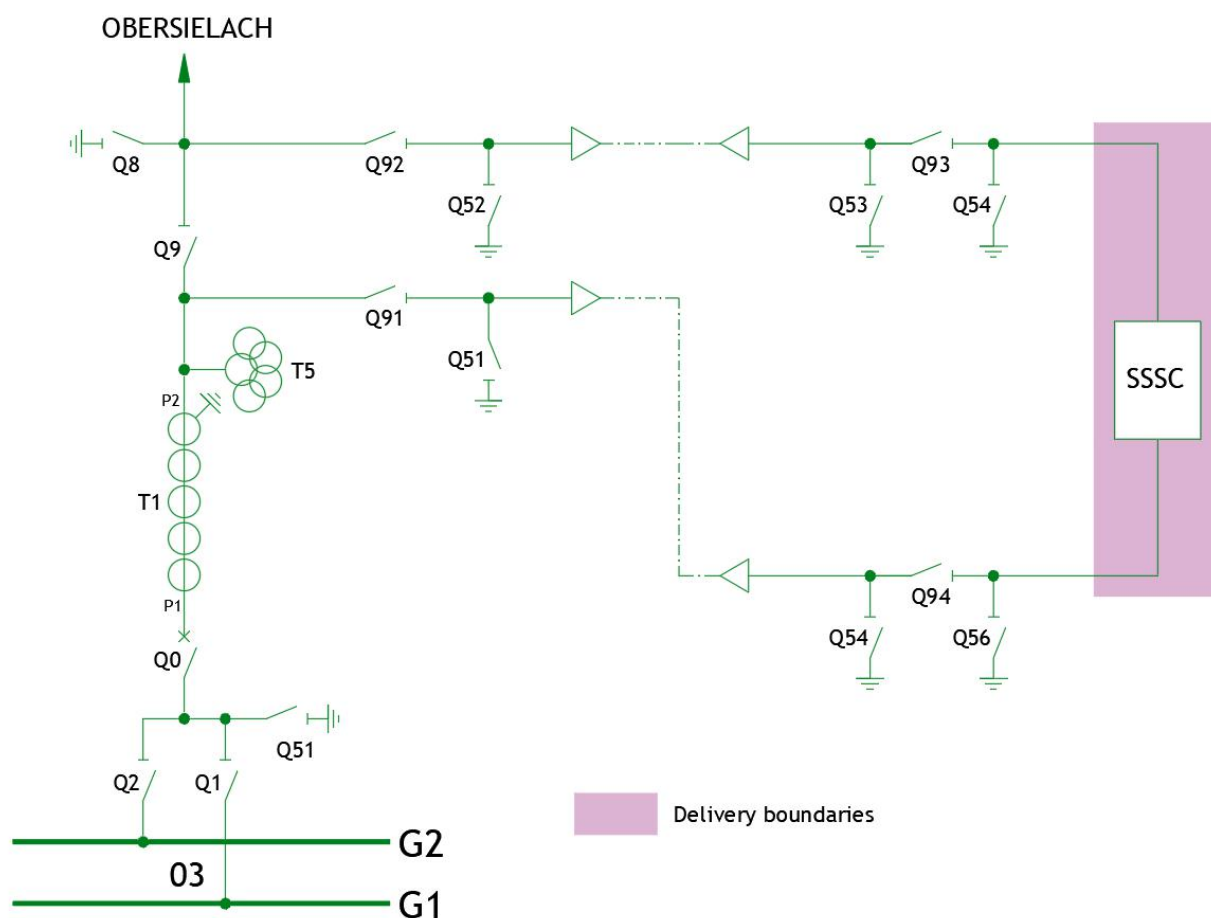 OBERSIELACH
Q8
Q92
Q93
Q52
Q53
Q54
Q9
Q91
Q51
T5
P2
SSSC
T1
P1
Q94
Q0
Q54
Q56
Q51
Q2
Q1
Delivery boundaries
G2
03
G1